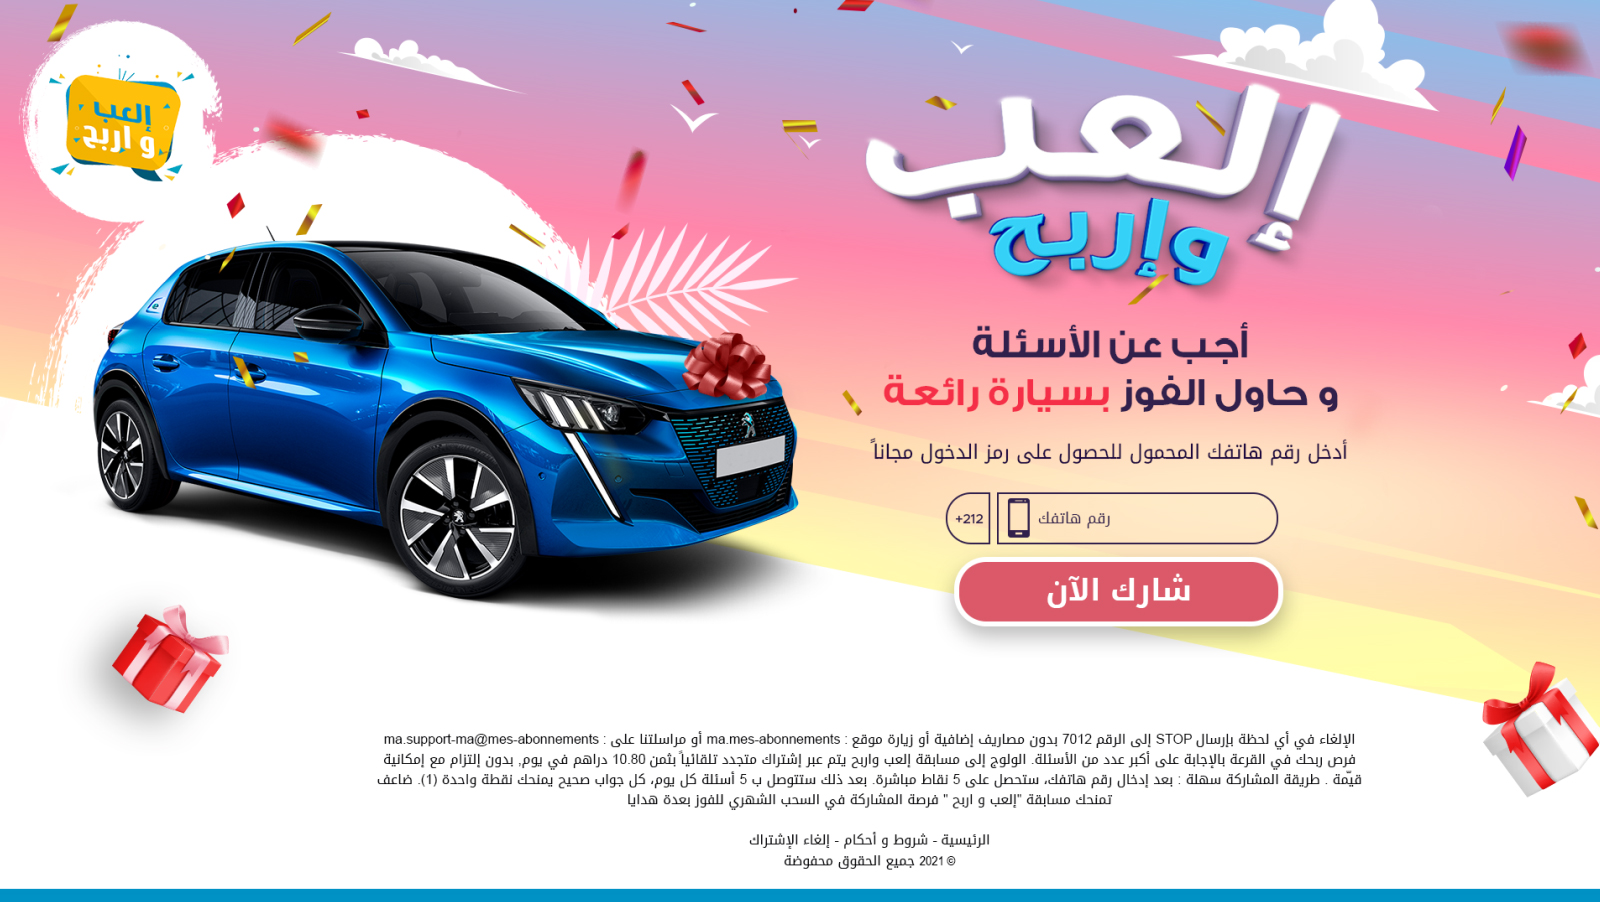 إلعب
و اربح
إلعب
وإربح
أجب عن الأسئلة
و حاول الفوز بسيارة رائعة
أدخل رقم هاتفك المحمول للحصول على رمز الدخول مجاناً
+212
رقم هاتفك
شارك الآن
الإلغاء في أي لحظة بإرسال STOP إلى الرقم 7012 بدون مصاريف إضافية أو زيارة موقع : ma.mes-abonnements أو مراسلتنا على : ma.support-ma@mes-abonnements
فرص ربحك في القرعة بالإجابة على أكبر عدد من الأسئلة. الولوج إلى مسابقة إلعب واربح يتم عبر إشتراك متجدد تلقائياً بثمن 10.80 دراهم في يوم, بدون إلتزام مع إمكانية
قيّمة . طريقة المشاركة سهلة : بعد إدخال رقم هاتفك، ستحصل على 5 نقاط مباشرة. بعد ذلك ستتوصل ب 5 أسئلة كل يوم، كل جواب صحيح يمنحك نقطة واحدة (1). ضاعف
تمنحك مسابقة "إلعب و اربح " فرصة المشاركة في السحب الشهري للفوز بعدة هدايا
الرئيسية - شروط و أحكام - إلغاء الإشتراك
© 2021 جميع الحقوق محفوضة